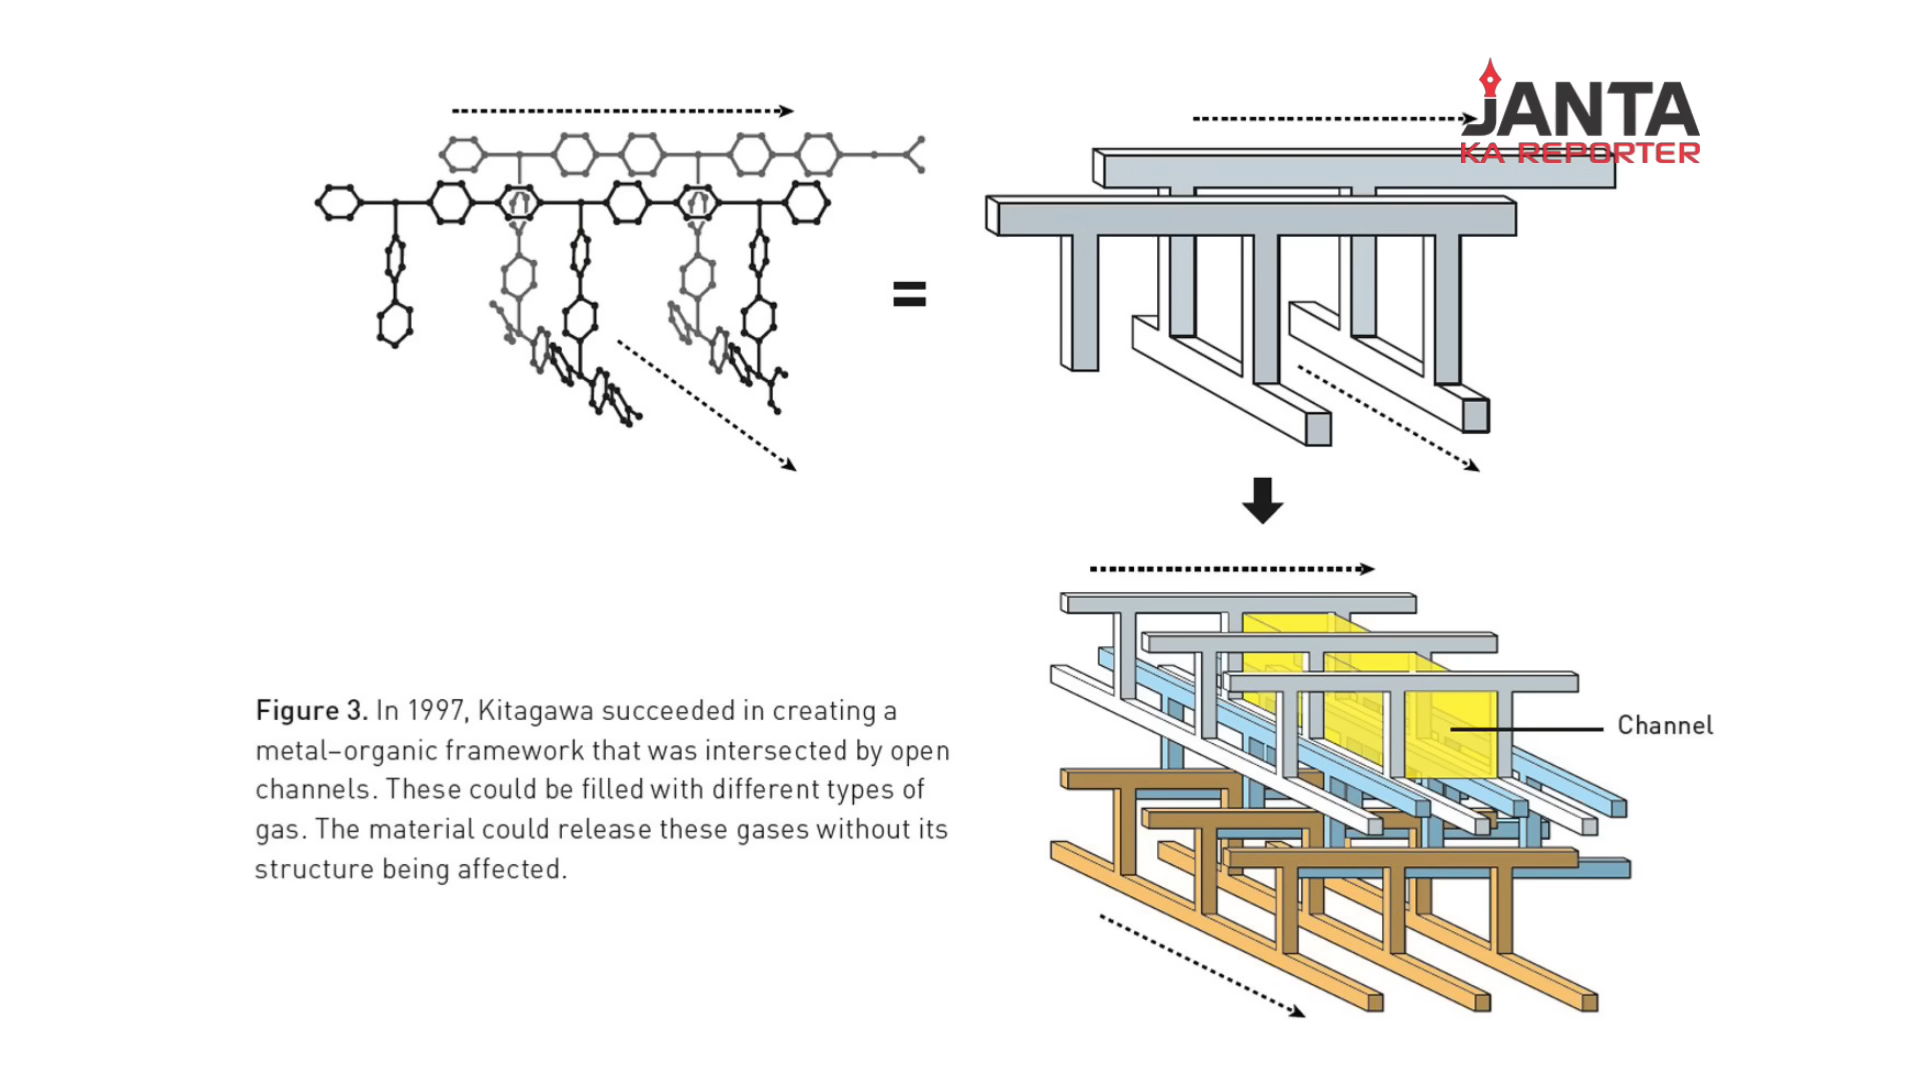 JANTA
KA REPORTER
Channel
Figure 3. In 1997, Kitagawa succeeded in creating a
metal–organic framework that was intersected by open
channels. These could be filled with different types of
gas. The material could release these gases without its
structure being affected.